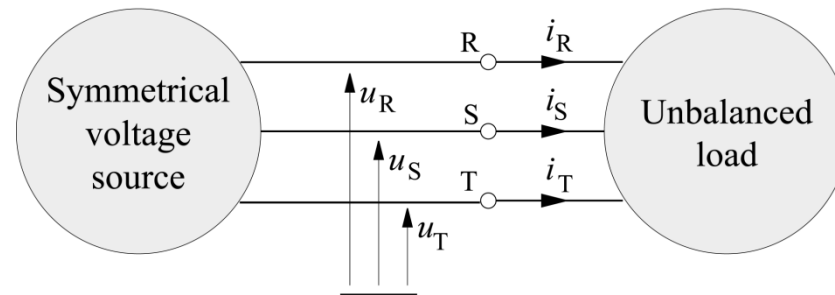 Symmetrical
voltage
source
R
S
T
i_R
i_S
i_T
u_R
u_S
u_T
Unbalanced
load